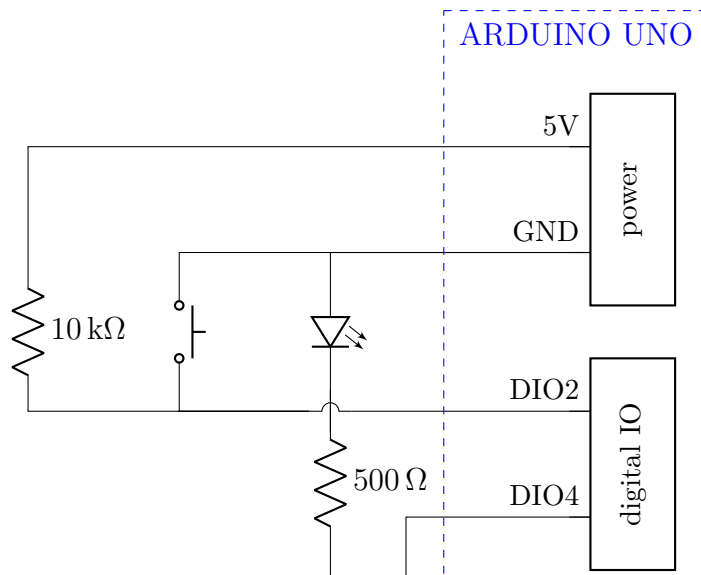 ARDUINO UNO
5V
power
GND
10 kΩ
DIO2
digital IO
500 Ω
DIO4